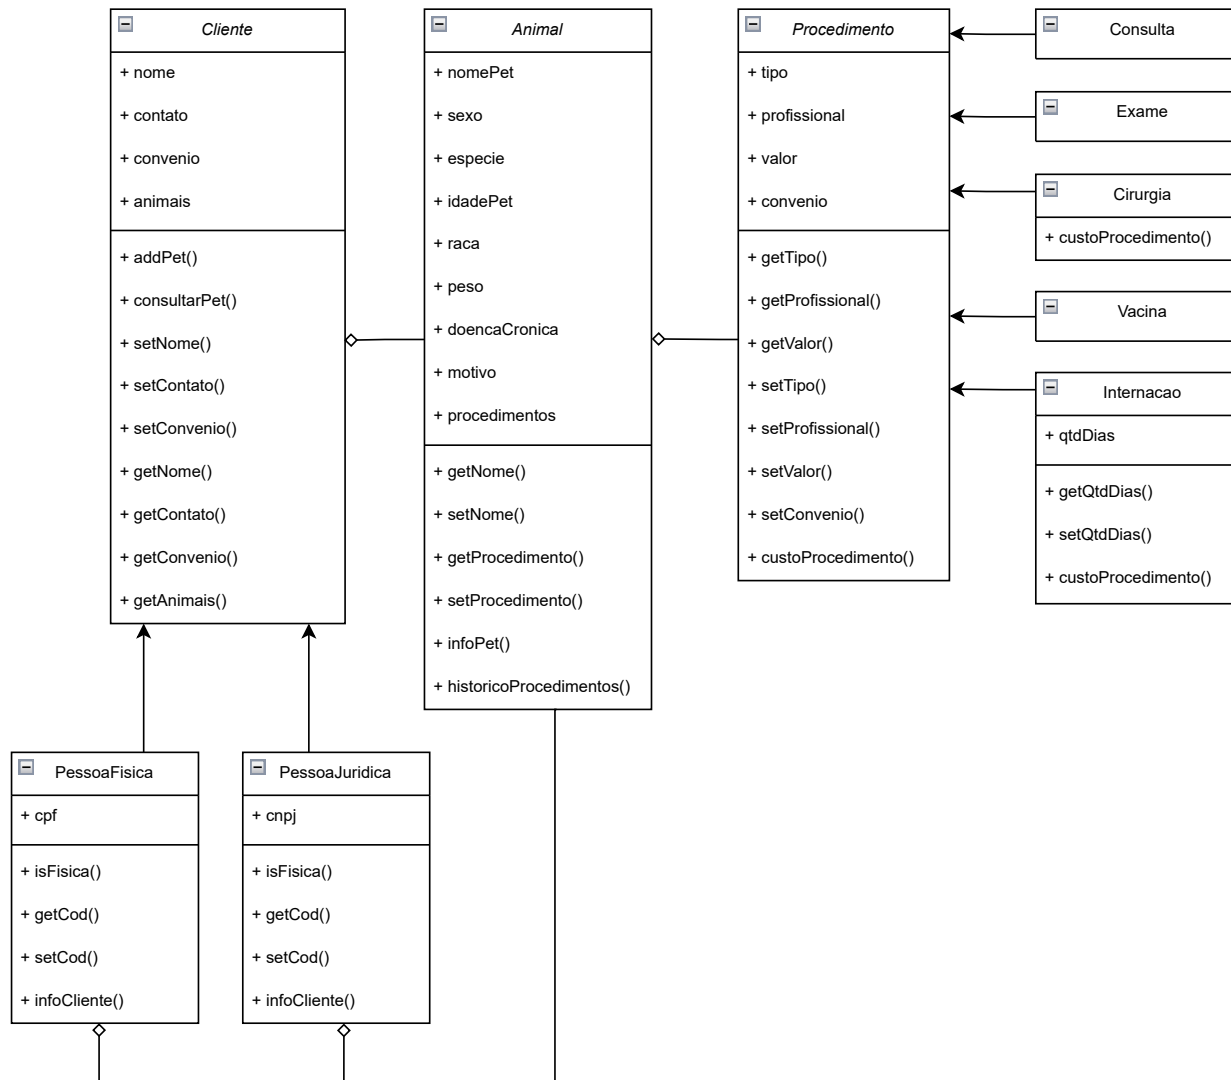 Cliente
+ nome
+ contato
+ convenio
+ animais
+ addPet()
+ consultarPet()
+ setNome()
+ setContato()
+ setConvenio()
+ getNome()
+ getContato()
+ getConvenio()
+ getAnimais()
Animal
+ nomePet
+ sexo
+ especie
+ idadePet
+ raca
+ peso
+ doencaCronica
+ motivo
+ procedimentos
+ getNome()
+ setNome()
+ getProcedimento()
+ setProcedimento()
+ infoPet()
+ historicoProcedimentos()
Procedimento
+ tipo
+ profissional
+ valor
+ convenio
+ getTipo()
+ getProfissional()
+ getValor()
+ setTipo()
+ setProfissional()
+ setValor()
+ setConvenio()
+ custoProcedimento()
Consulta
Exame
Cirurgia
+ custoProcedimento()
Vacina
Internacao
+ qtdDias
+ getQtdDias()
+ setQtdDias()
+ custoProcedimento()
PessoaFisica
+ cpf
+ isFisica()
+ getCod()
+ setCod()
+ infoCliente()
PessoaJuridica
+ cnpj
+ isFisica()
+ getCod()
+ setCod()
+ infoCliente()